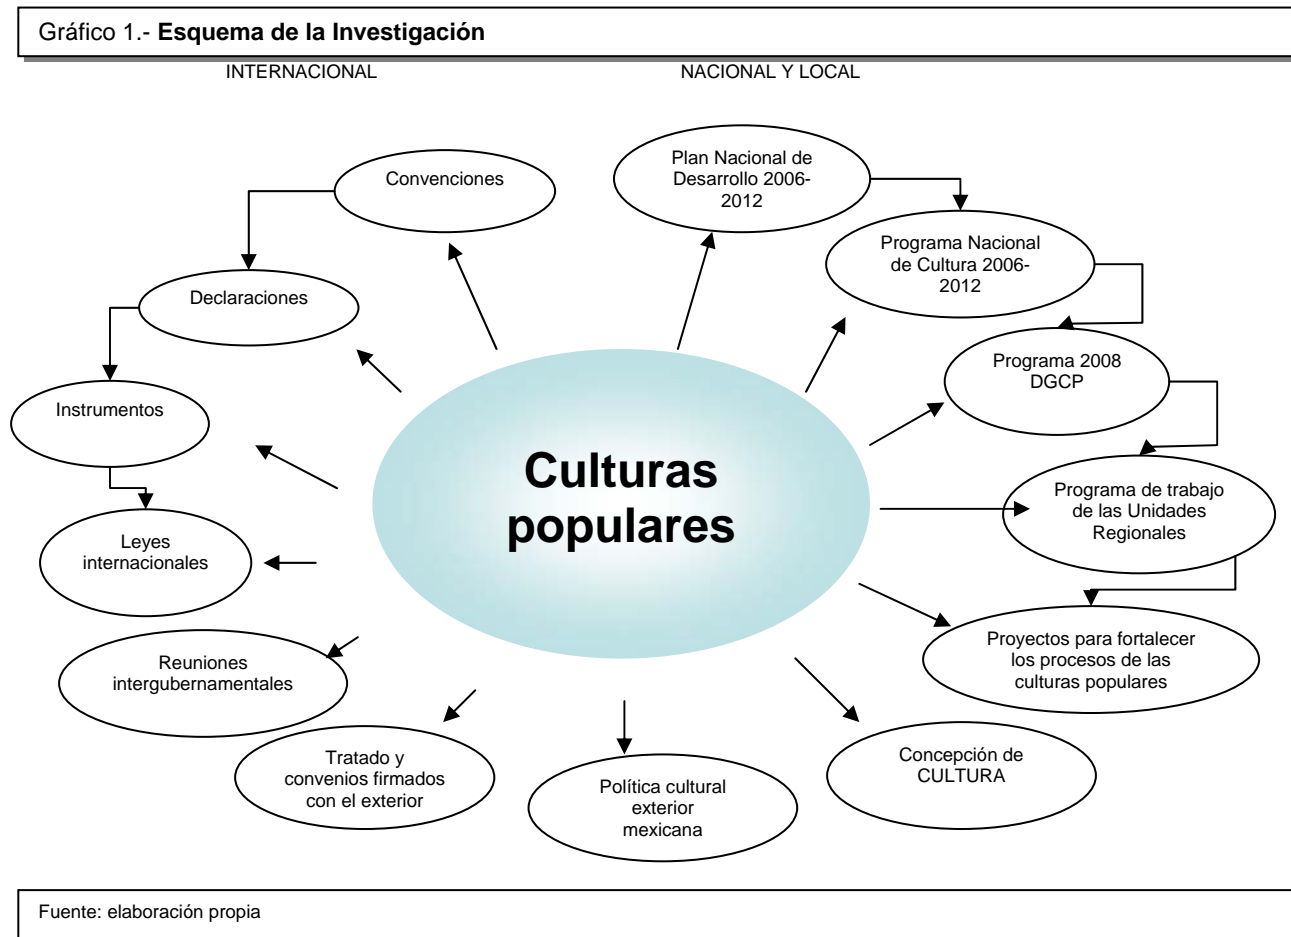 Gráfico 1.- Esquema de la Investigación
INTERNACIONAL
NACIONAL Y LOCAL
Convenciones
Declaraciones
Instrumentos
Leyes
internacionales
Reuniones
intergubernamentales
Tratado y
convenios firmados
con el exterior
Política cultural
exterior
mexicana
Culturas
populares
Plan Nacional de
Desarrollo 2006-
2012
Programa Nacional
de Cultura 2006-
2012
Programa 2008
DGCP
Programa de trabajo
de las Unidades
Regionales
Proyectos para fortalecer
los procesos de las
culturas populares
Concepción de
CULTURA
Fuente: elaboración propia